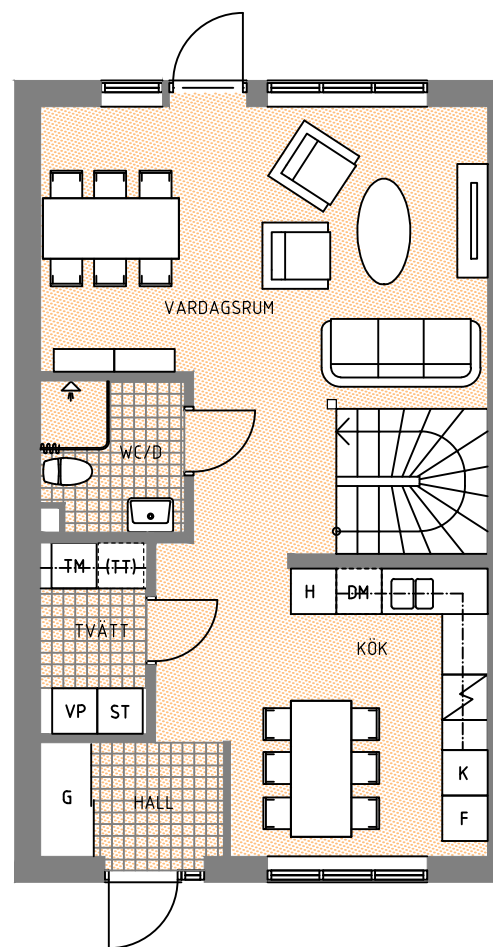 VARDAGSRUM
WC/D
TM (TT)
H DM
TVÄTT
KÖK
VP ST
K
G HALL
F